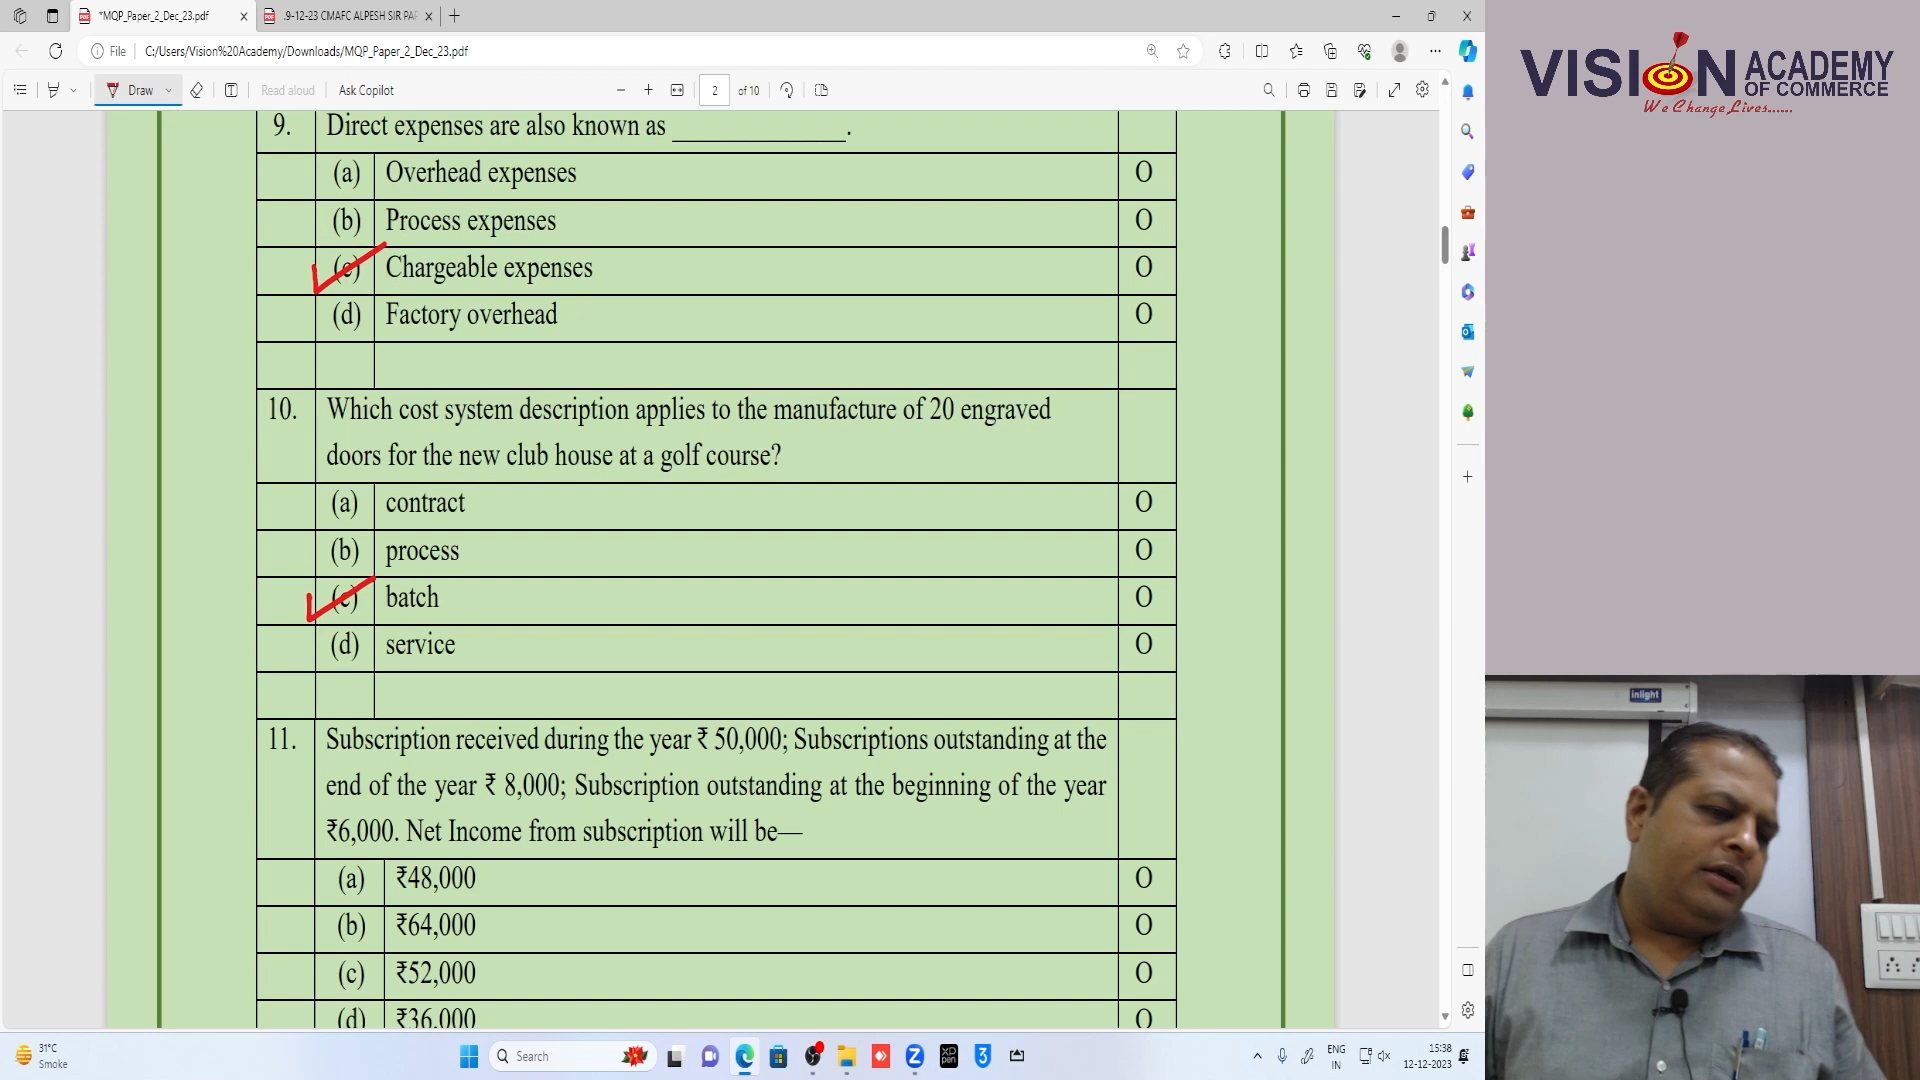 *MQP_Paper_2_Dec_23.pdf
.9-12-23 CMAFC ALPESH SIR PAP
File
C:/Users/Vision%20Academy/Downloads/MQP_Paper_2_Dec_23.pdf
Draw
Read aloud
Ask Copilot
2
of 10
VISION ACADEMY
OF COMMERCE
We Change Lives......
9. Direct expenses are also known as ______________.
(a) Overhead expenses O
(b) Process expenses O
(c) Chargeable expenses O
(d) Factory overhead O
10. Which cost system description applies to the manufacture of 20 engraved
doors for the new club house at a golf course?
(a) contract O
(b) process O
(c) batch O
(d) service O
11. Subscription received during the year ₹ 50,000; Subscriptions outstanding at the
end of the year ₹ 8,000; Subscription outstanding at the beginning of the year
₹6,000. Net Income from subscription will be—
(a) ₹48,000 O
(b) ₹64,000 O
(c) ₹52,000 O
(d) ₹36,000 O
inlight
31°C
Smoke
Search
ENG
IN
15:38
12-12-2023